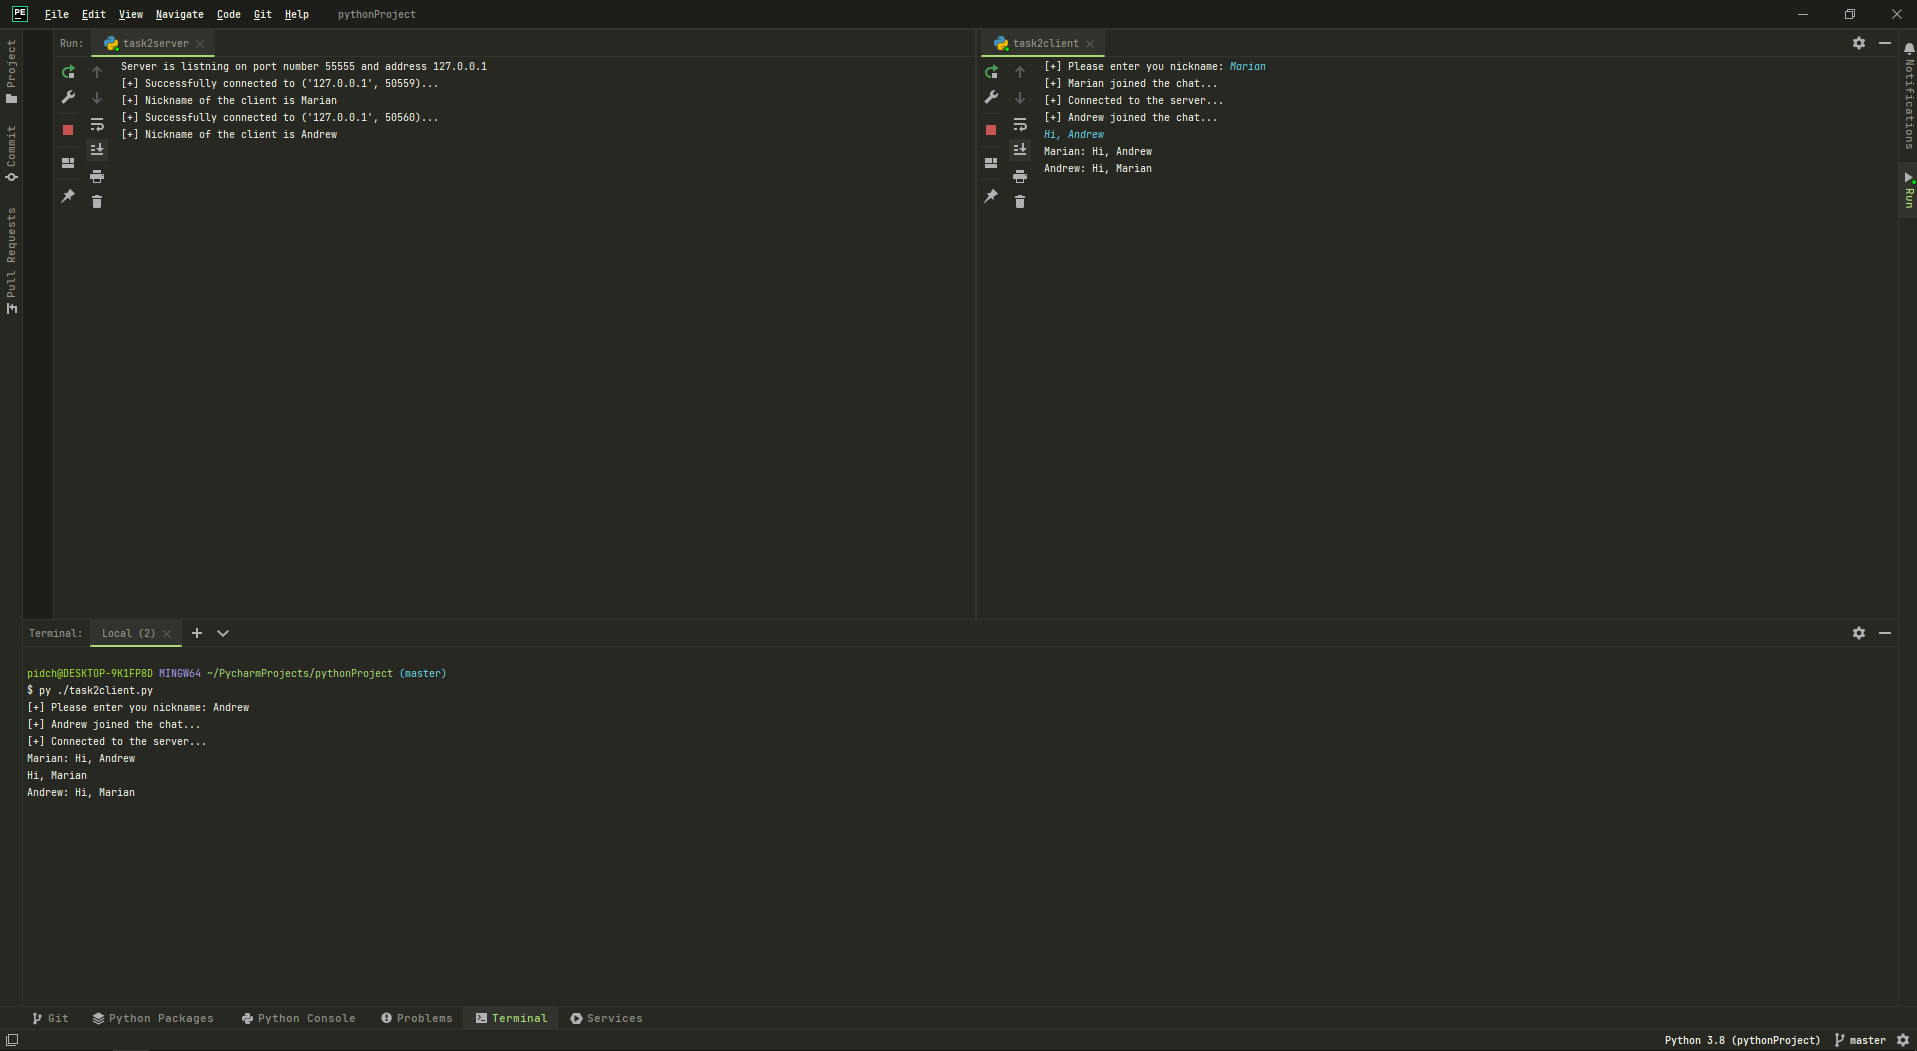 PE File Edit View Navigate Code Git Help pythonProject
Project
Commit
Pull Requests
Run: task2server
Server is listning on port number 55555 and address 127.0.0.1
[+] Successfully connected to ('127.0.0.1', 50559)...
[+] Nickname of the client is Marian
[+] Successfully connected to ('127.0.0.1', 50560)...
[+] Nickname of the client is Andrew
task2client
[+] Please enter you nickname: Marian
[+] Marian joined the chat...
[+] Connected to the server...
[+] Andrew joined the chat...
Hi, Andrew
Marian: Hi, Andrew
Andrew: Hi, Marian
Notifications
Run
Terminal: Local (2)
pidch@DESKTOP-9K1FP8D MINGW64 ~/PycharmProjects/pythonProject (master)
$ py ./task2client.py
[+] Please enter you nickname: Andrew
[+] Andrew joined the chat...
[+] Connected to the server...
Marian: Hi, Andrew
Hi, Marian
Andrew: Hi, Marian
Git Python Packages Python Console Problems Terminal Services
Python 3.8 (pythonProject) master